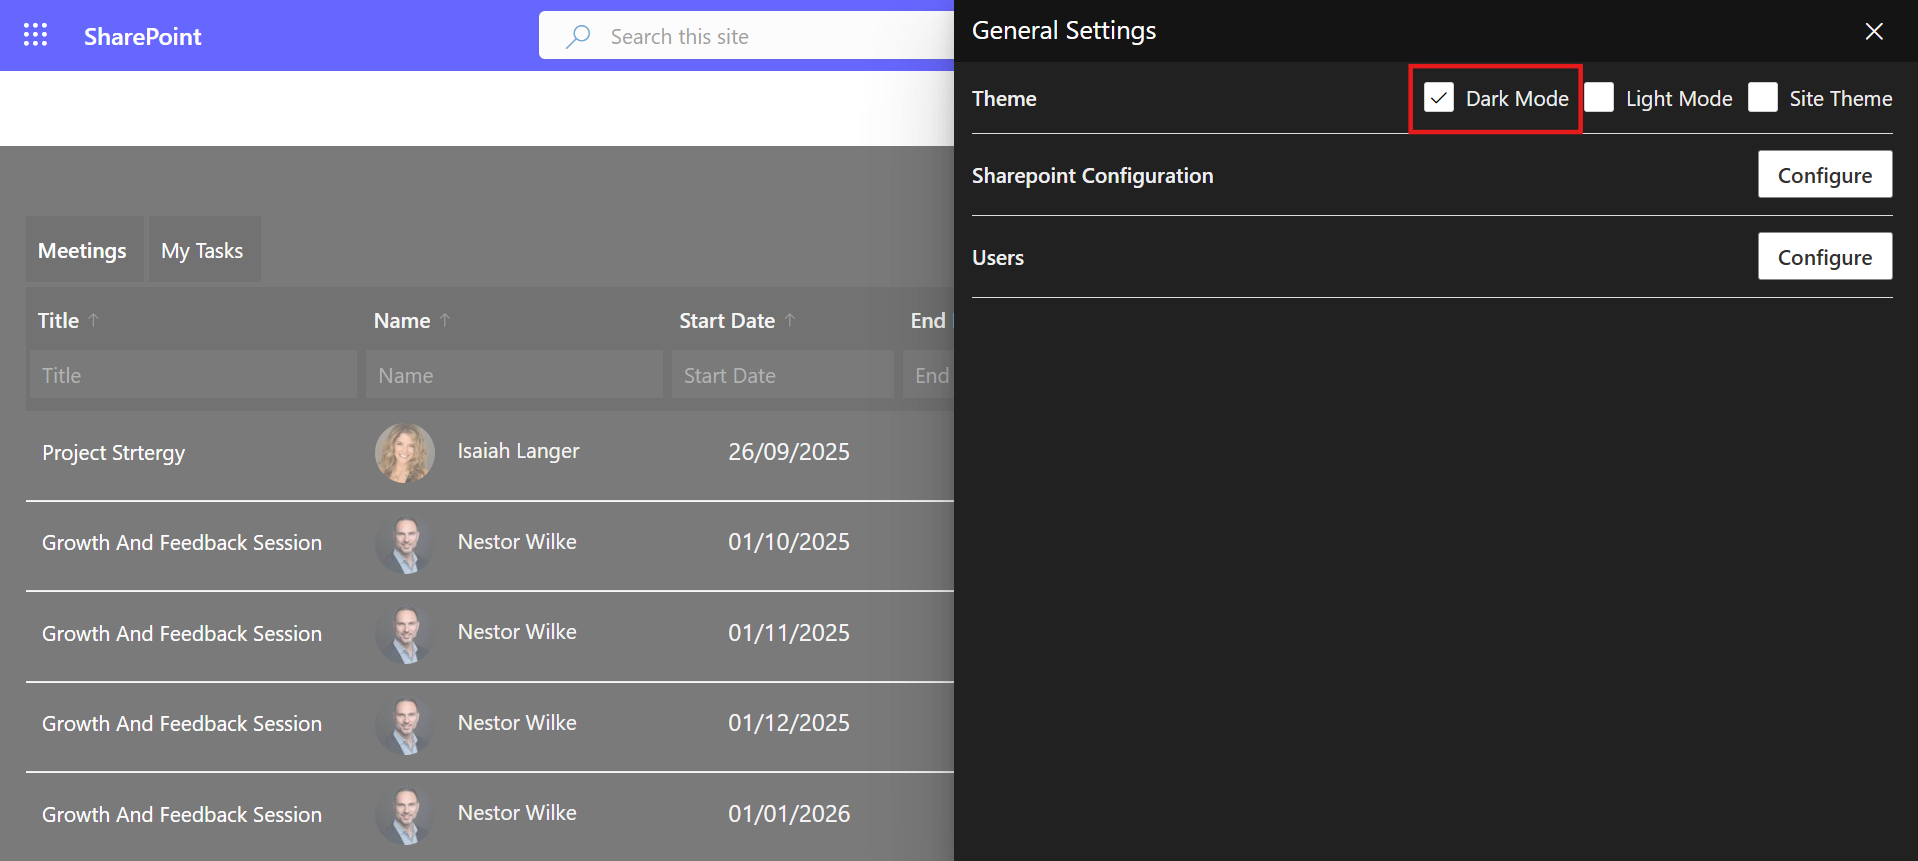 SharePoint
Search this site
General Settings
Theme
Dark Mode
Light Mode
Site Theme
Sharepoint Configuration
Configure
Users
Configure
Meetings
My Tasks
Title Name Start Date End
Title Name Start Date End
Project Strtergy Isaiah Langer 26/09/2025
Growth And Feedback Session Nestor Wilke 01/10/2025
Growth And Feedback Session Nestor Wilke 01/11/2025
Growth And Feedback Session Nestor Wilke 01/12/2025
Growth And Feedback Session Nestor Wilke 01/01/2026